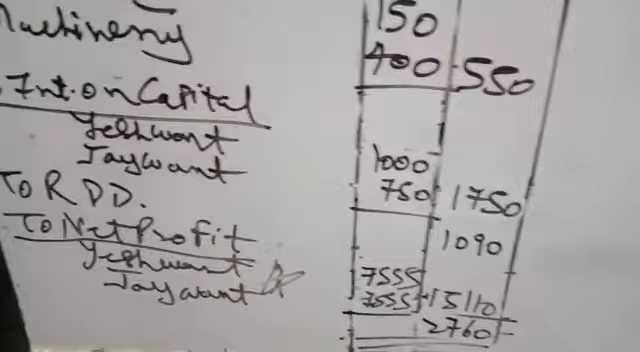 Machinery 150
400 550
Int. on Capital
Yeshwant 1000
Jaywant 750 1750
To R.D.D. 1090
To Net Profit
Yeshwant 7555
Jaywant 7555 15110
2760